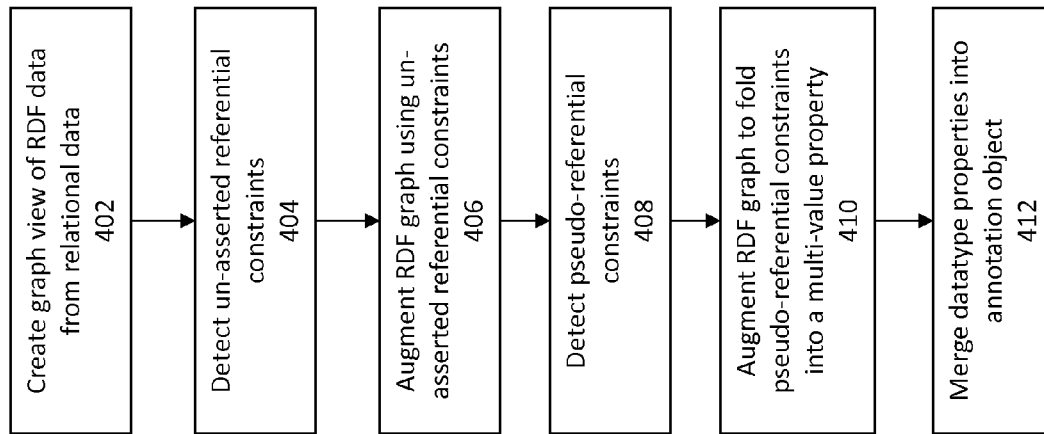 Create graph view of RDF data
from relational data
402
Detect un-asserted referential
constraints
404
Augment RDF graph using un-
asserted referential constraints
406
Detect pseudo-referential
constraints
408
Augment RDF graph to fold
pseudo-referential constraints
into a multi-value property
410
Merge datatype properties into
annotation object
412